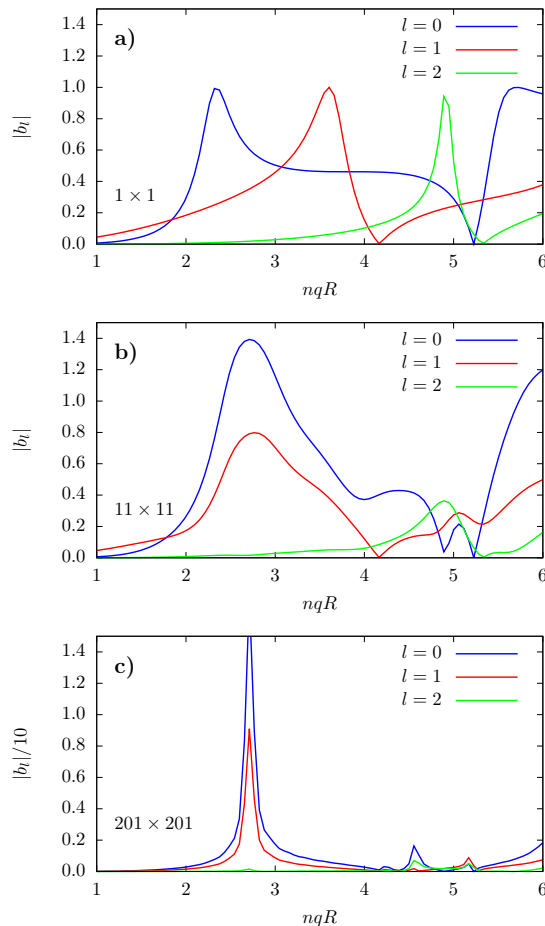 a)
l = 0
l = 1
l = 2
|b_l|
1.4
1.2
1.0
0.8
0.6
0.4
0.2
0.0
1 × 1
1 2 3 4 5 6
nqR
b)
l = 0
l = 1
l = 2
|b_l|
1.4
1.2
1.0
0.8
0.6
0.4
0.2
0.0
11 × 11
1 2 3 4 5 6
nqR
c)
l = 0
l = 1
l = 2
|b_l|/10
1.4
1.2
1.0
0.8
0.6
0.4
0.2
0.0
201 × 201
1 2 3 4 5 6
nqR